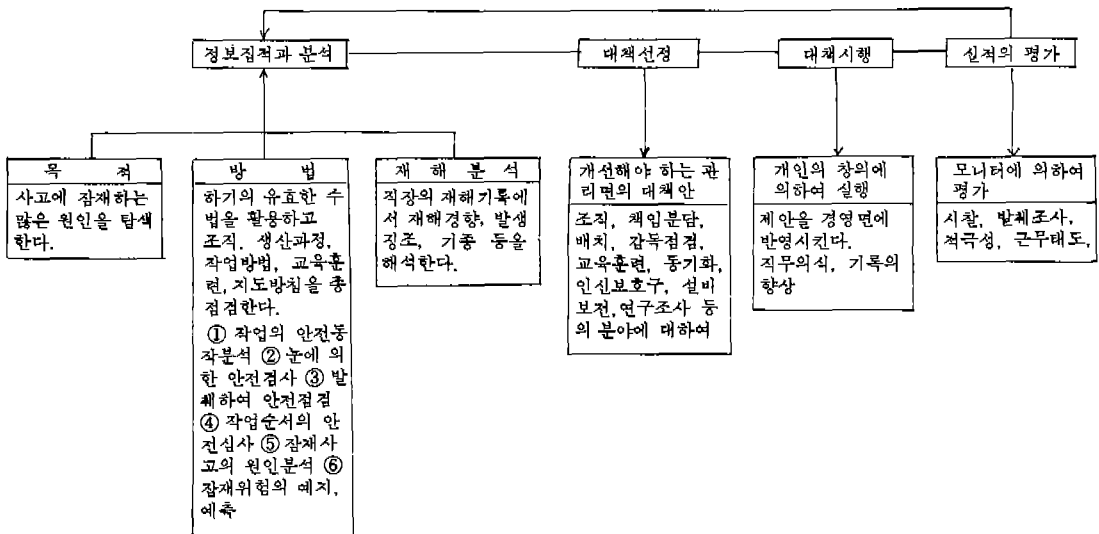 정보집적과 분석
대책선정
대책시행
실적의 평가
목 적
사고에 잠재하는
많은 원인을 탐색
한다.
방 법
하기의 유효한 수
법을 활용하고
조직, 생산과정,
작업방법, 교육훈
련, 지도방침을 총
점검한다.
① 작업의 안전동
작분석 ② 눈에 의
한 안전검사 ③ 발
췌하여 안전점검
④ 작업순서의 안
전심사 ⑤ 잠재사
고의 원인분석 ⑥
잠재위험의 예지,
예측
재 해 분 석
직장의 재해기록에
서 재해경향, 발생
징조, 기종 등을
해석한다.
개선해야 하는 관
리면의 대책안
조직, 책임분담,
배치, 감독점검,
교육훈련, 동기화,
인신보호구, 설비
보전, 연구조사 등
의 분야에 대하여
개인의 창의에
의하여 실행
제안을 경영면에
반영시킨다.
직무의식, 기록의
향상
모니터에 의하여
평가
시찰, 발췌조사,
적극성, 근무태도,